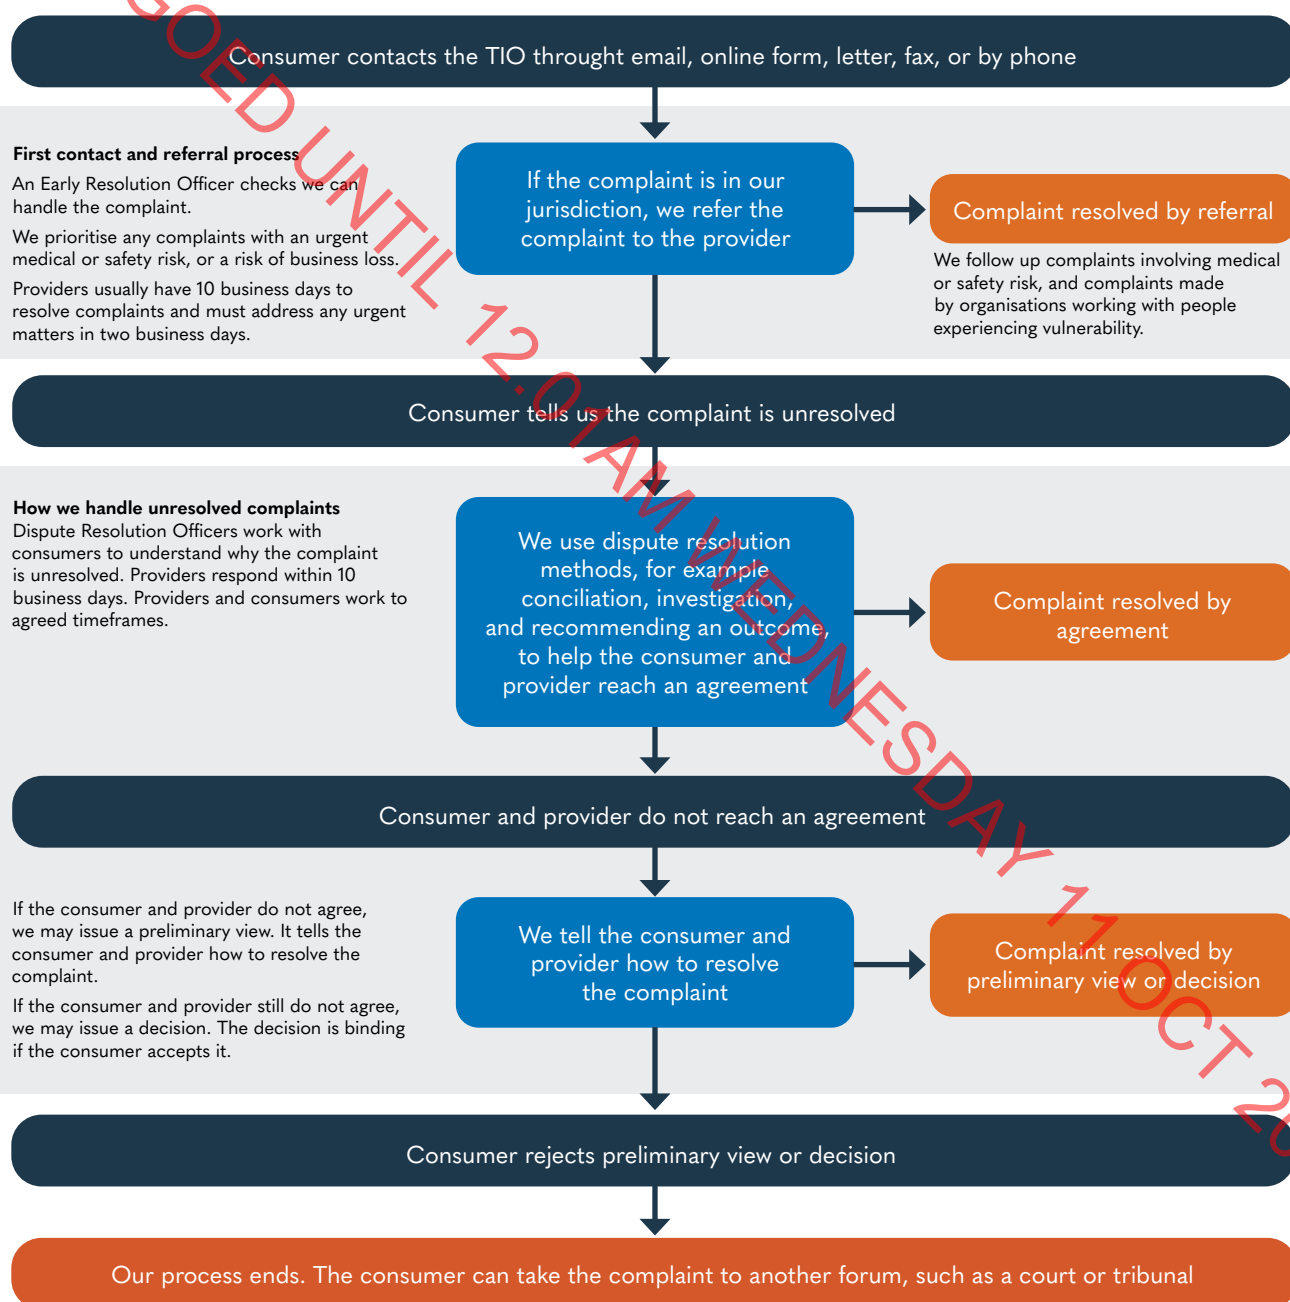 Consumer contacts the TIO throught email, online form, letter, fax, or by phone
First contact and referral process
An Early Resolution Officer checks we can
handle the complaint.
We prioritise any complaints with an urgent
medical or safety risk, or a risk of business loss.
Providers usually have 10 business days to
resolve complaints and must address any urgent
matters in two business days.
If the complaint is in our
jurisdiction, we refer the
complaint to the provider
Complaint resolved by referral
We follow up complaints involving medical
or safety risk, and complaints made
by organisations working with people
experiencing vulnerability.
Consumer tells us the complaint is unresolved
How we handle unresolved complaints
Dispute Resolution Officers work with
consumers to understand why the complaint
is unresolved. Providers respond within 10
business days. Providers and consumers work to
agreed timeframes.
We use dispute resolution
methods, for example
conciliation, investigation,
and recommending an outcome,
to help the consumer and
provider reach an agreement
Complaint resolved by
agreement
Consumer and provider do not reach an agreement
If the consumer and provider do not agree,
we may issue a preliminary view. It tells the
consumer and provider how to resolve the
complaint.
If the consumer and provider still do not agree,
we may issue a decision. The decision is binding
if the consumer accepts it.
We tell the consumer and
provider how to resolve
the complaint
Complaint resolved by
preliminary view or decision
Consumer rejects preliminary view or decision
Our process ends. The consumer can take the complaint to another forum, such as a court or tribunal
GOED UNTIL 12.01AM WEDNESDAY 11 OCT 20